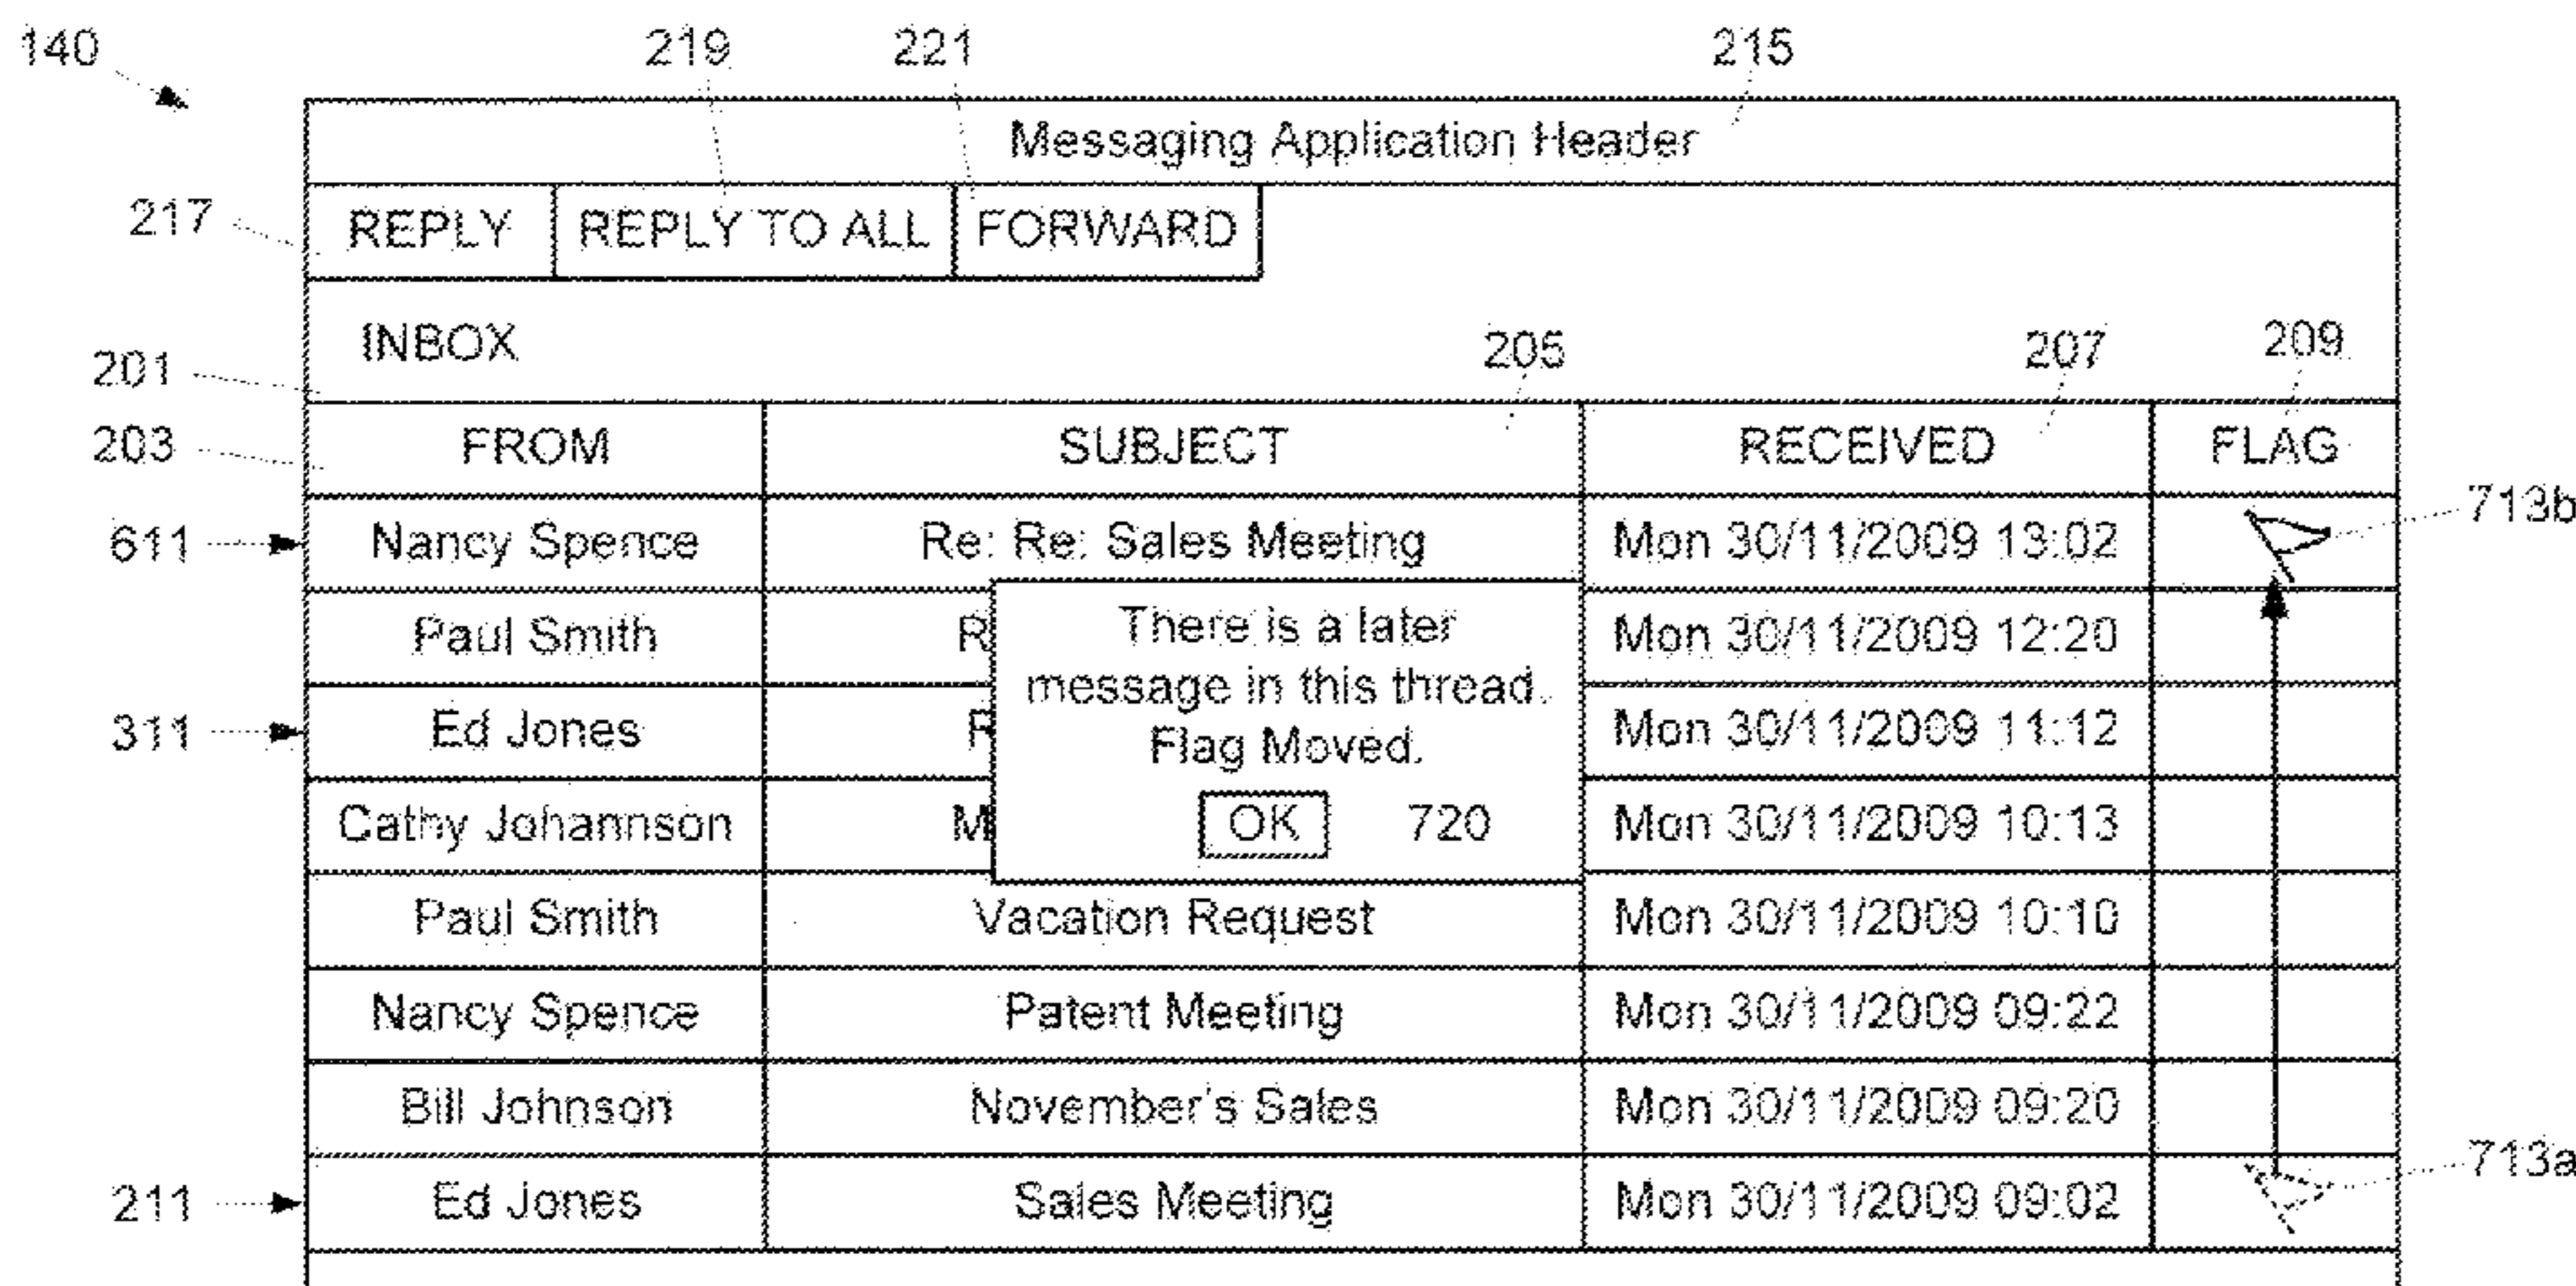 140 219 221 215
Messaging Application Header
217 REPLY REPLY TO ALL FORWARD
INBOX 205 207 209
201
203 FROM SUBJECT RECEIVED FLAG
611 Nancy Spence Re: Re: Sales Meeting Mon 30/11/2009 13:02 713b
Paul Smith R Mon 30/11/2009 12:20
There is a later
message in this thread.
Flag Moved.
OK 720
311 Ed Jones R Mon 30/11/2009 11:12
Cathy Johannson M Mon 30/11/2009 10:13
Paul Smith Vacation Request Mon 30/11/2009 10:10
Nancy Spence Patent Meeting Mon 30/11/2009 09:22
Bill Johnson November's Sales Mon 30/11/2009 09:20
211 Ed Jones Sales Meeting Mon 30/11/2009 09:02 713a